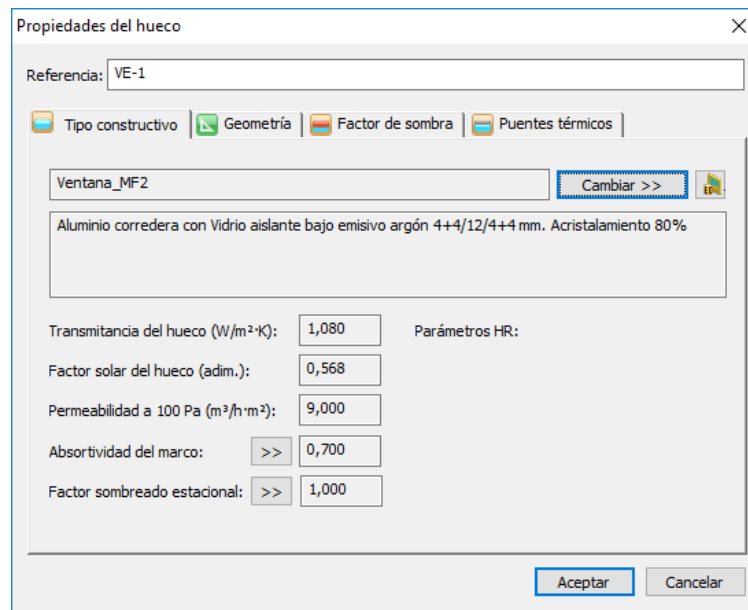 Propiedades del hueco
Referencia: VE-1
Tipo constructivo Geometría Factor de sombra Puentes térmicos
Ventana_MF2 Cambiar >>
Aluminio corredera con Vidrio aislante bajo emisivo argón 4+4/12/4+4 mm. Acristalamiento 80%
Transmitancia del hueco (W/m²·K): 1,080 Parámetros HR:
Factor solar del hueco (adim.): 0,568
Permeabilidad a 100 Pa (m³/h·m²): 9,000
Absortividad del marco: >> 0,700
Factor sombreado estacional: >> 1,000
Aceptar Cancelar